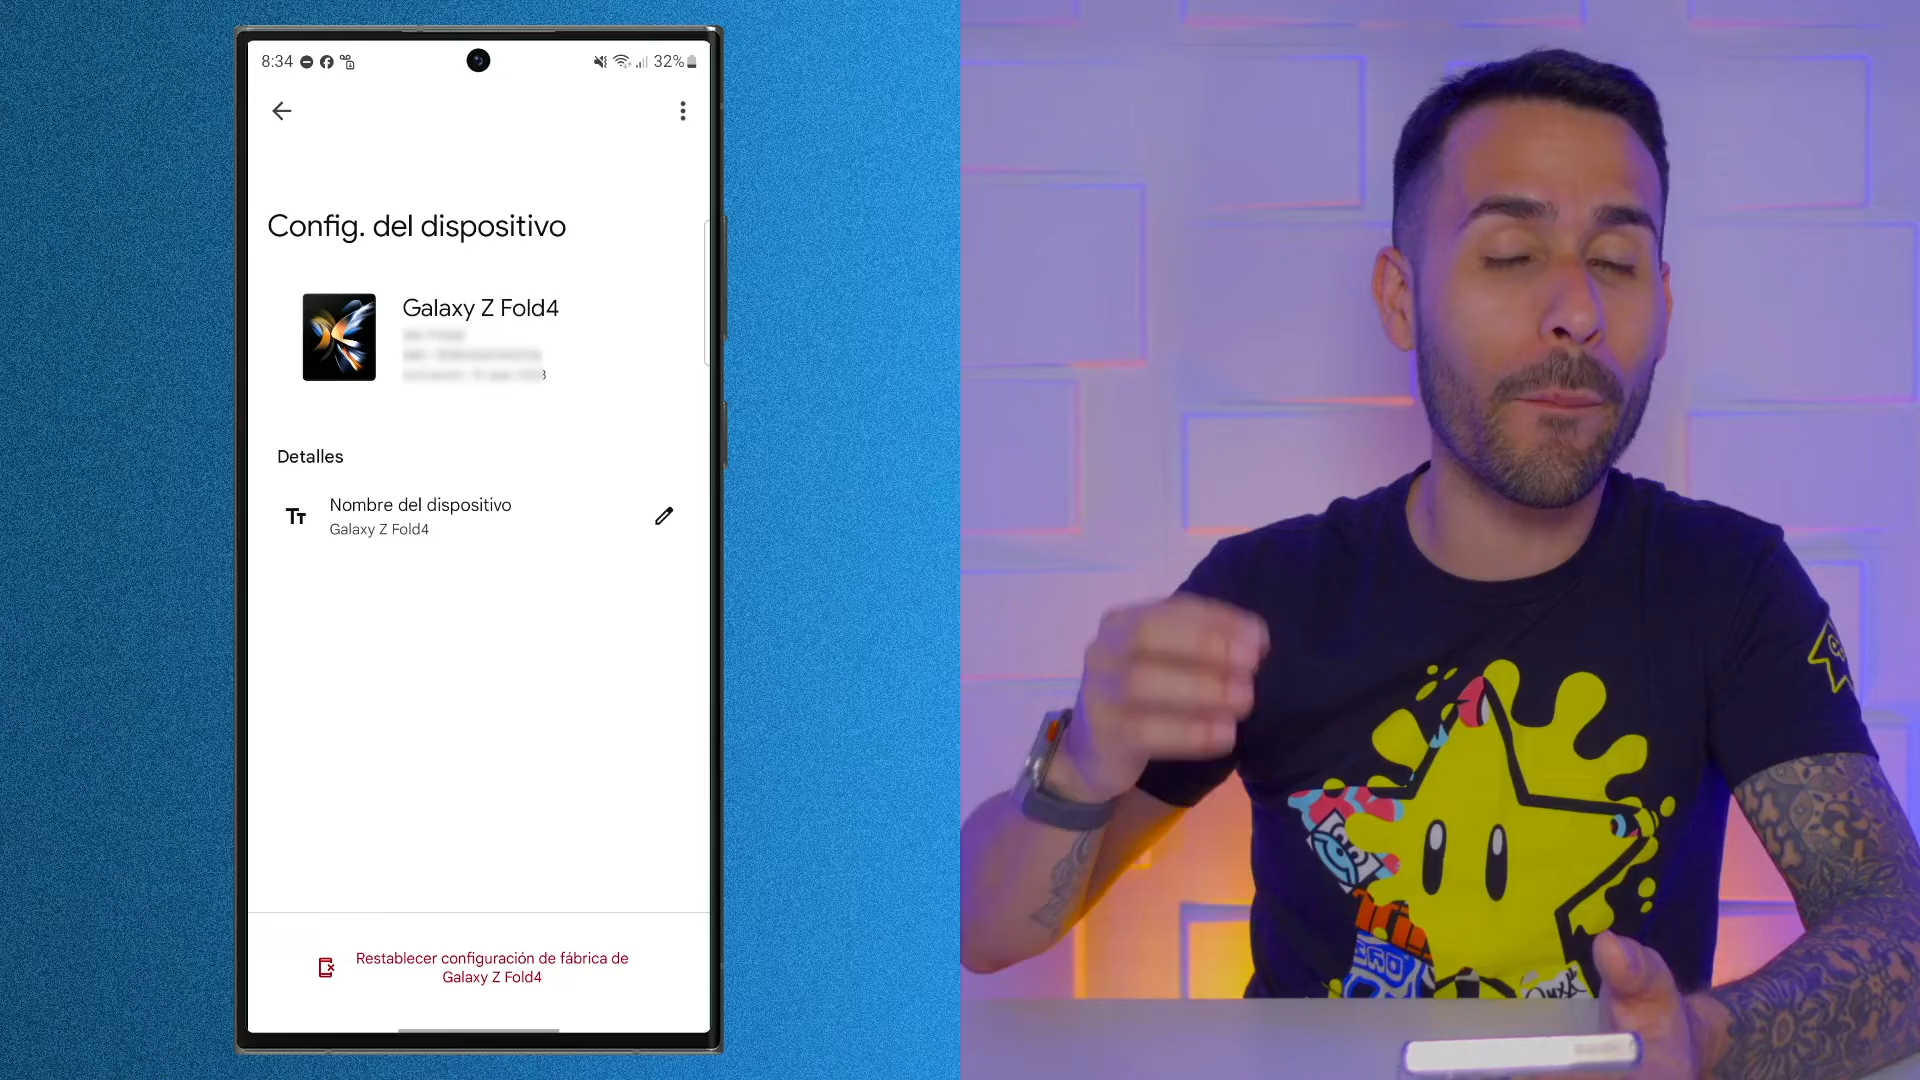 8:34
32%
Config. del dispositivo
Galaxy Z Fold4
Detalles
Tt
Nombre del dispositivo
Galaxy Z Fold4
Restablecer configuración de fábrica de
Galaxy Z Fold4